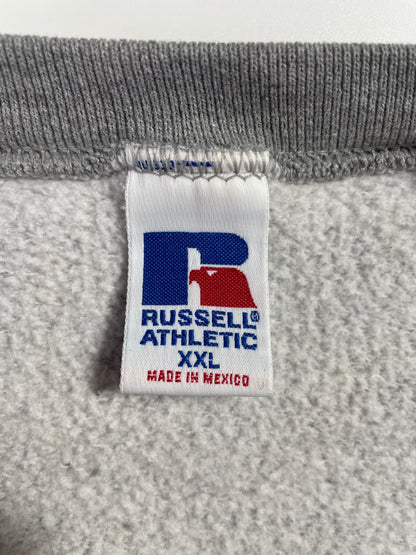 R
RUSSELL®
ATHLETIC
XXL
MADE IN MEXICO